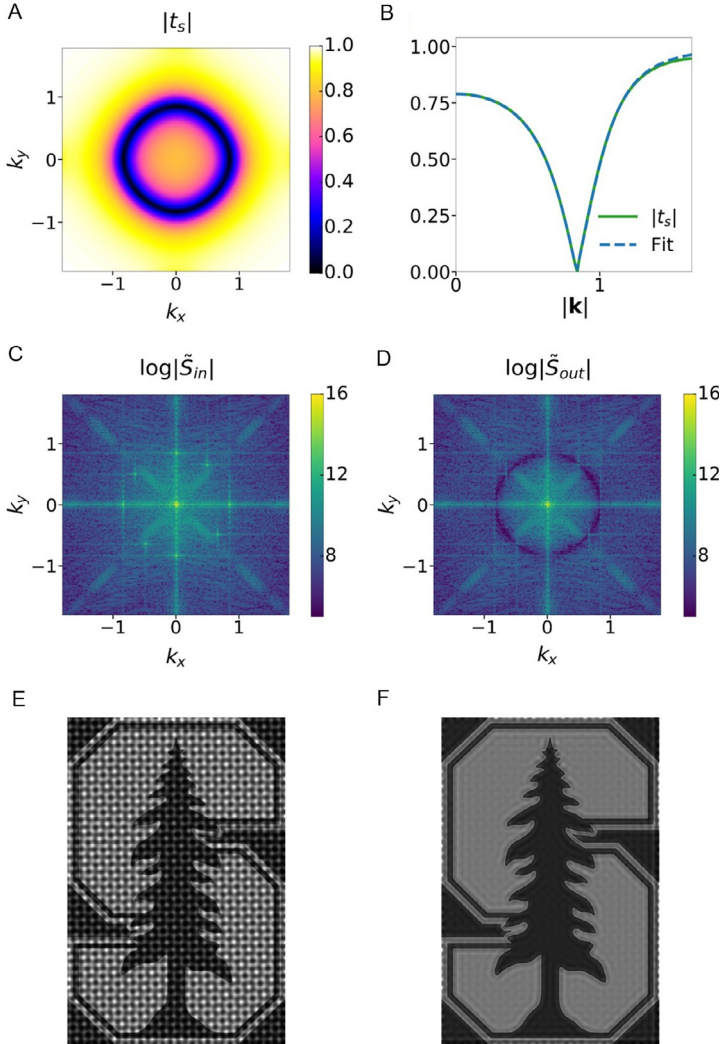 A
|t_s|
k_y
1
0
−1
−1
0
1
k_x
1.0
0.8
0.6
0.4
0.2
0.0
B
1.00
0.75
0.50
0.25
0.00
|t_s|
Fit
0
1
|k|
C
log|S̃_in|
k_y
1
0
−1
−1
0
1
k_x
16
12
8
D
log|S̃_out|
k_y
1
0
−1
−1
0
1
k_x
16
12
8
E
F